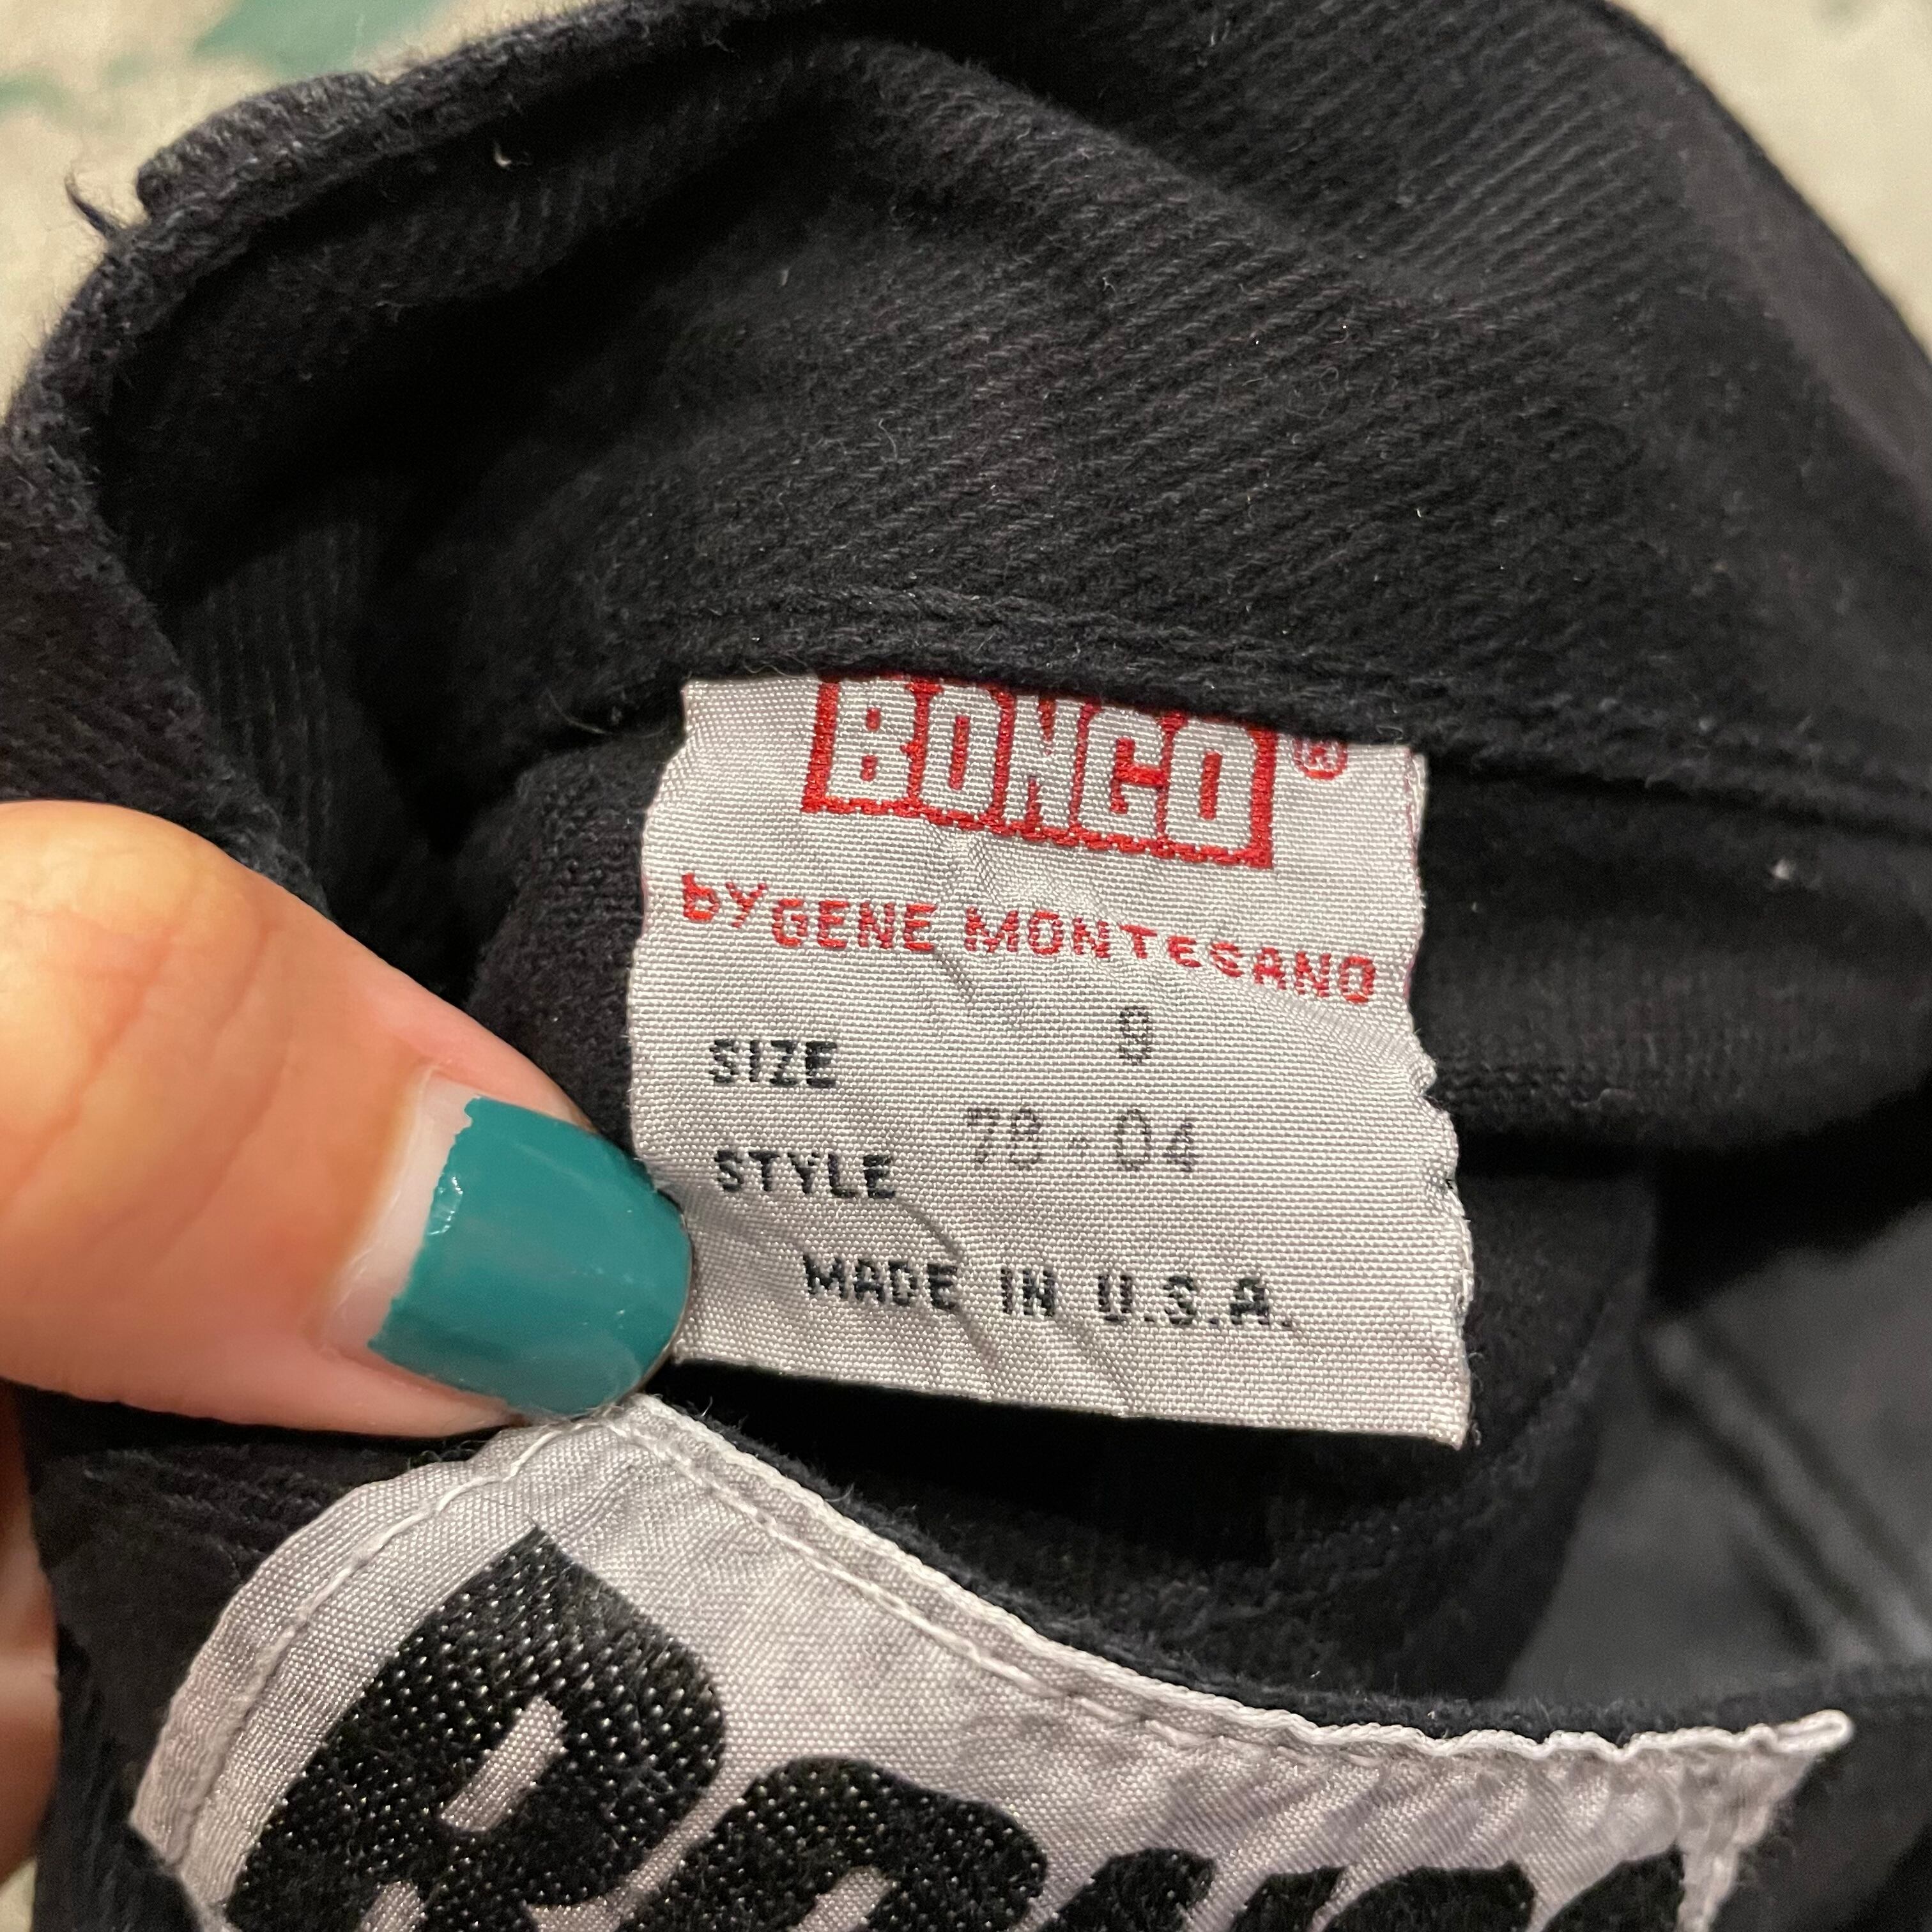 BONGO ®
by GENE MONTESANO
SIZE 9
STYLE 78-04
MADE IN U.S.A.